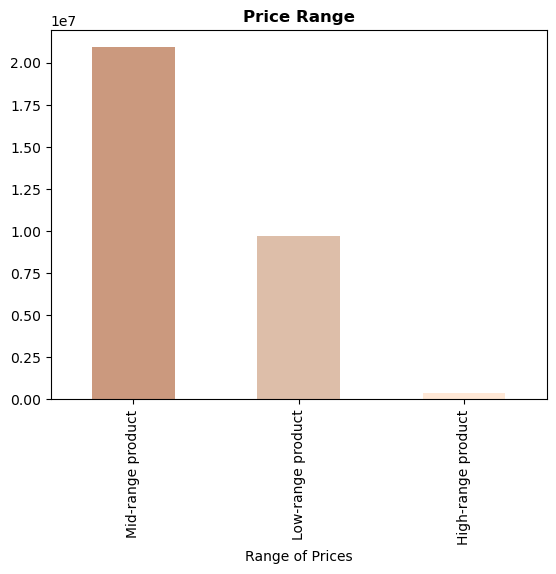 Price Range
1e7
2.00
1.75
1.50
1.25
1.00
0.75
0.50
0.25
0.00
Mid-range product
Low-range product
High-range product
Range of Prices